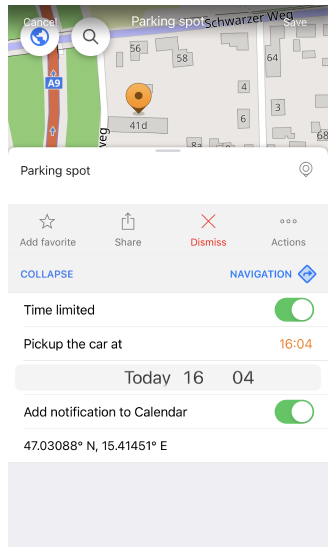 Cancel Parking spot Save
Schwarzer Weg
56
58
64
A9
4
3
6
41d
weg
8a
68
Parking spot
Add favorite Share Dismiss Actions
COLLAPSE NAVIGATION
Time limited
Pickup the car at 16:04
Today 16 04
Add notification to Calendar
47.03088° N, 15.41451° E